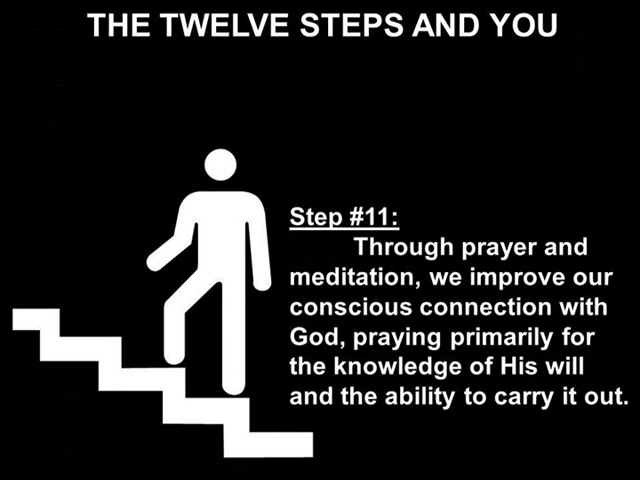 THE TWELVE STEPS AND YOU
Step #11:
Through prayer and
meditation, we improve our
conscious connection with
God, praying primarily for
the knowledge of His will
and the ability to carry it out.